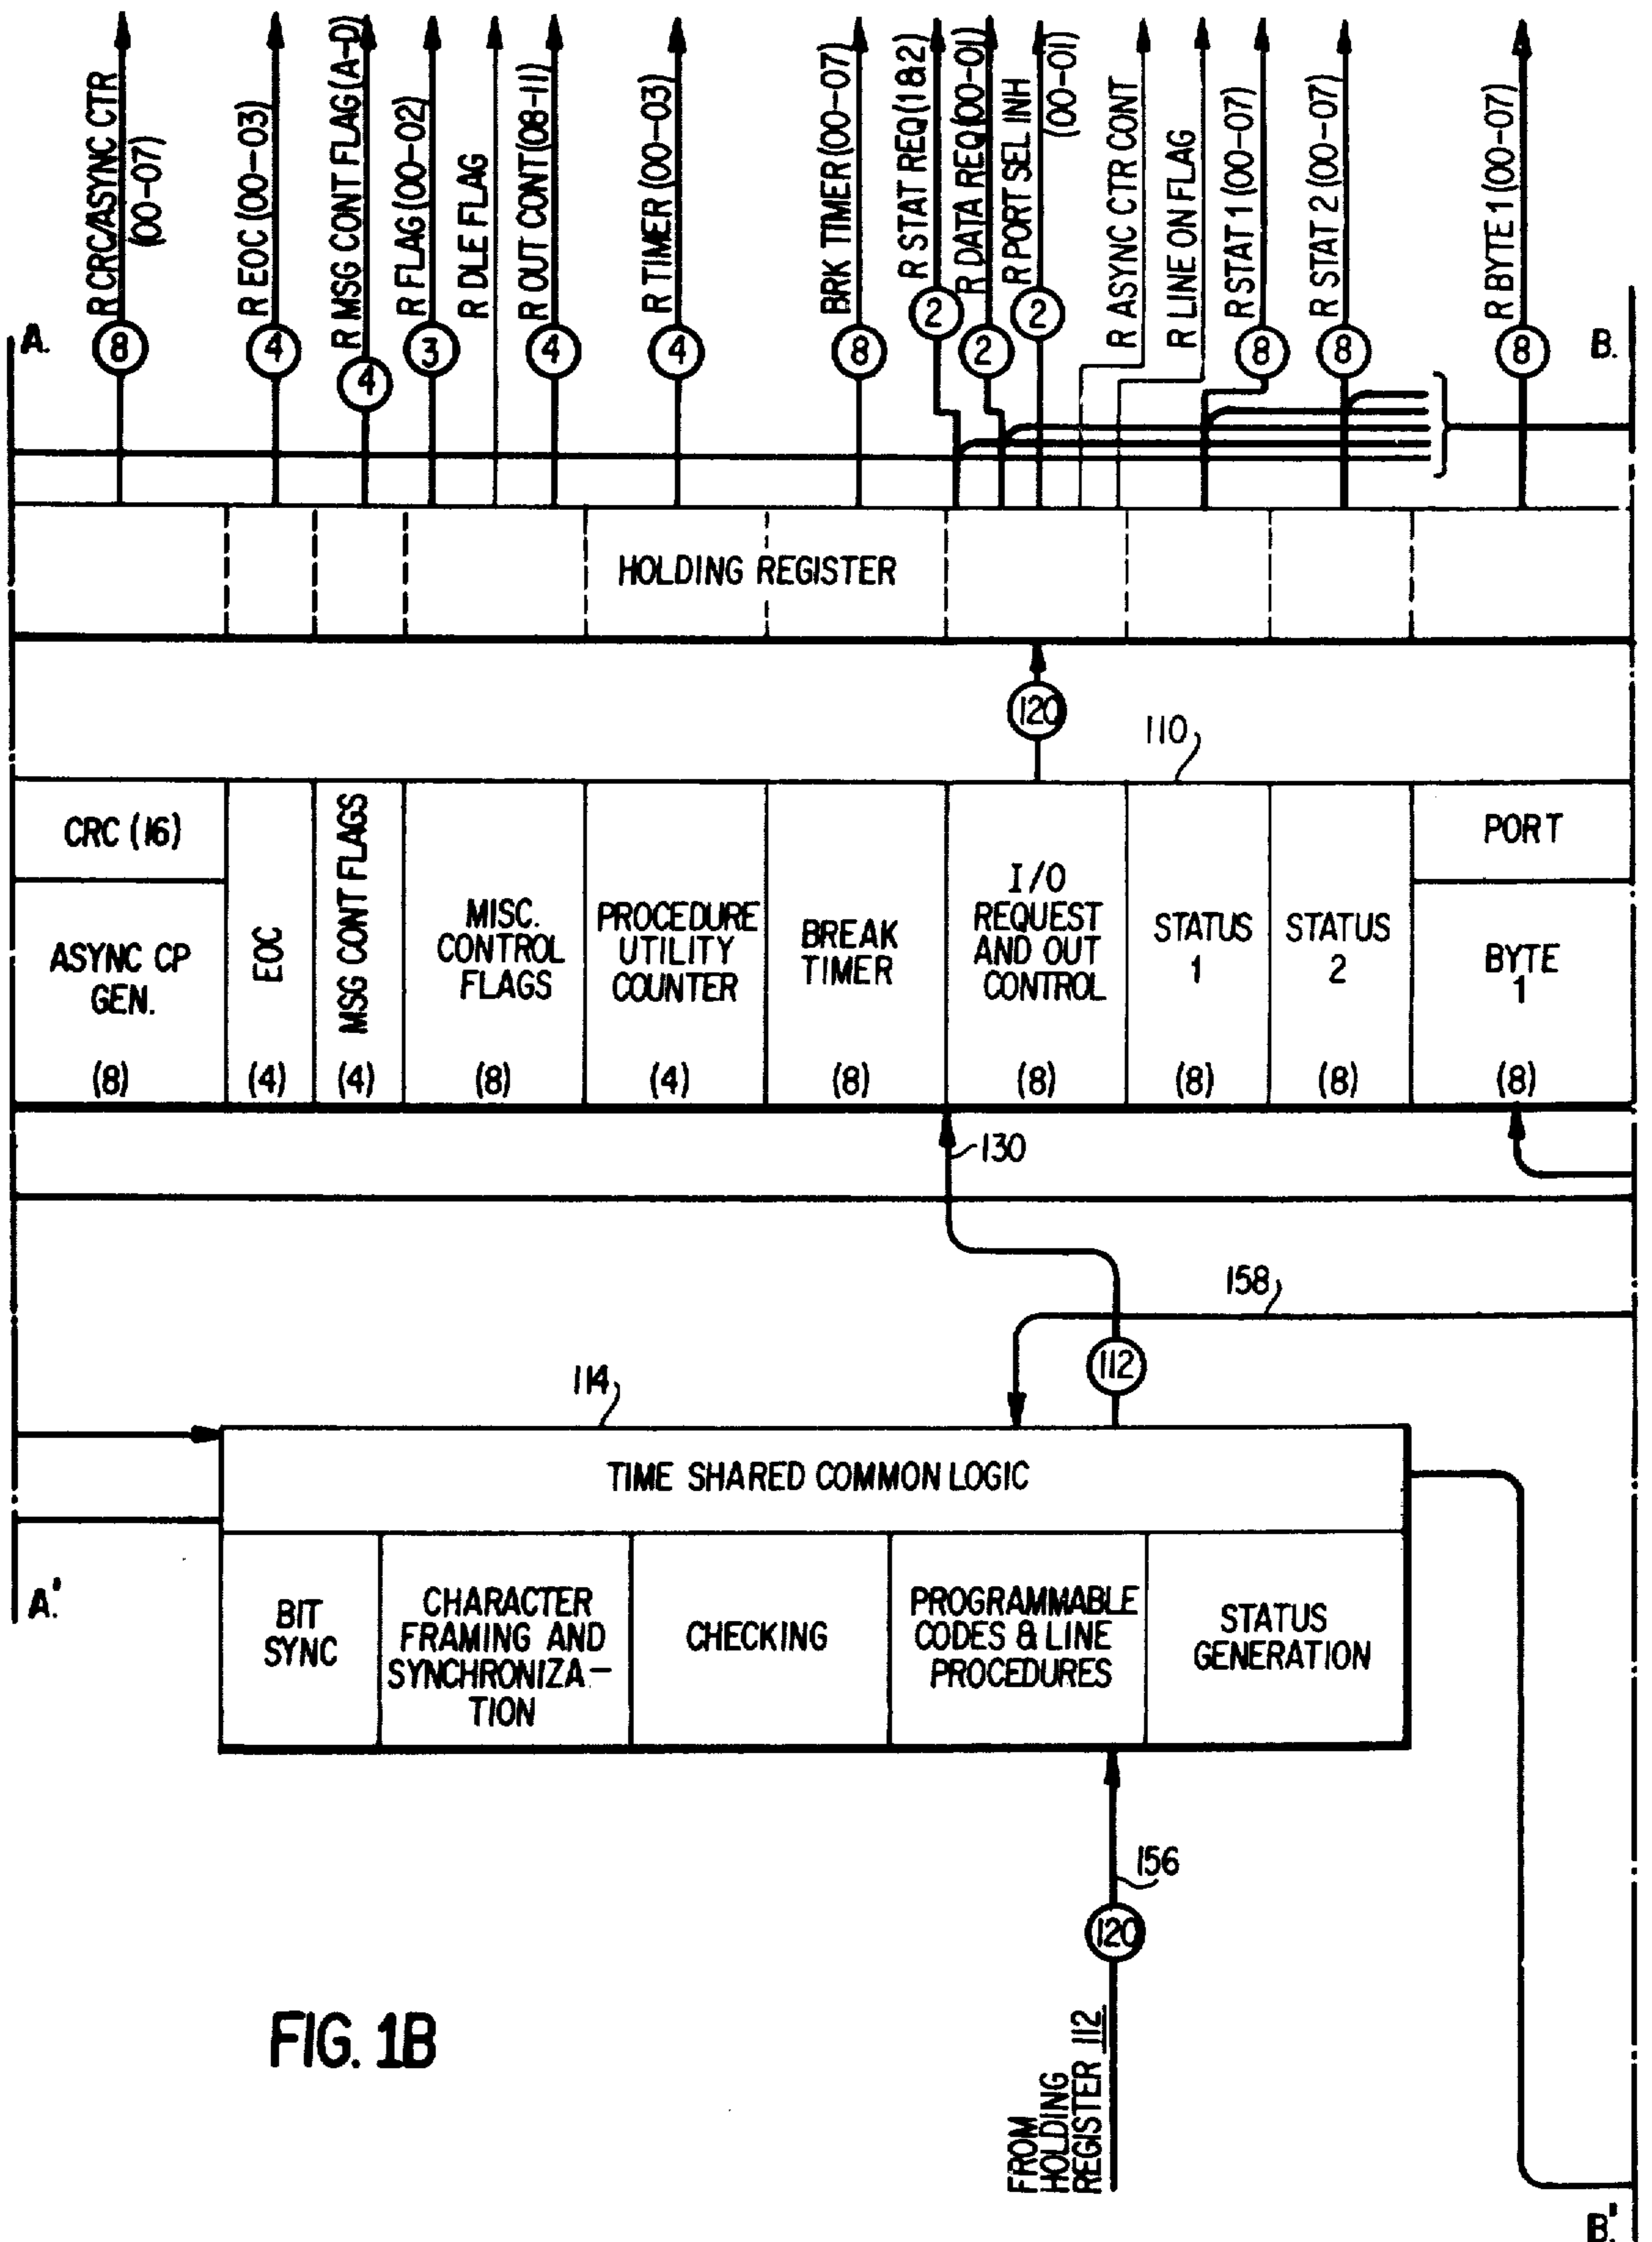 R CRC/ASYNC CTR
(00-07)
R EOC (00-03)
R MSG CONT FLAG (A-D)
R FLAG (00-02)
R DLE FLAG
R OUT CONT (08-11)
R TIMER (00-03)
BRK TIMER (00-07)
R STAT REQ (1&2)
R DATA REQ (00-01)
R PORT SEL INH
(00-01)
R ASYNC CTR CONT
R LINE ON FLAG
R STAT 1 (00-07)
R STAT 2 (00-07)
R BYTE 1 (00-07)
A.
8
4
4
3
4
4
8
2
2
2
8
8
8
B.
HOLDING REGISTER
120
110
CRC (16)
ASYNC CP
GEN.
(8)
EOC
(4)
MSG CONT FLAGS
(4)
MISC.
CONTROL
FLAGS
(8)
PROCEDURE
UTILITY
COUNTER
(4)
BREAK
TIMER
(8)
I/O
REQUEST
AND OUT
CONTROL
(8)
STATUS
1
(8)
STATUS
2
(8)
PORT
BYTE
1
(8)
130
158
112
114
TIME SHARED COMMON LOGIC
BIT
SYNC
CHARACTER
FRAMING AND
SYNCHRONIZA-
TION
CHECKING
PROGRAMMABLE
CODES & LINE
PROCEDURES
STATUS
GENERATION
A.'
156
120
FROM
HOLDING
REGISTER 112
FIG. 1B
B.'